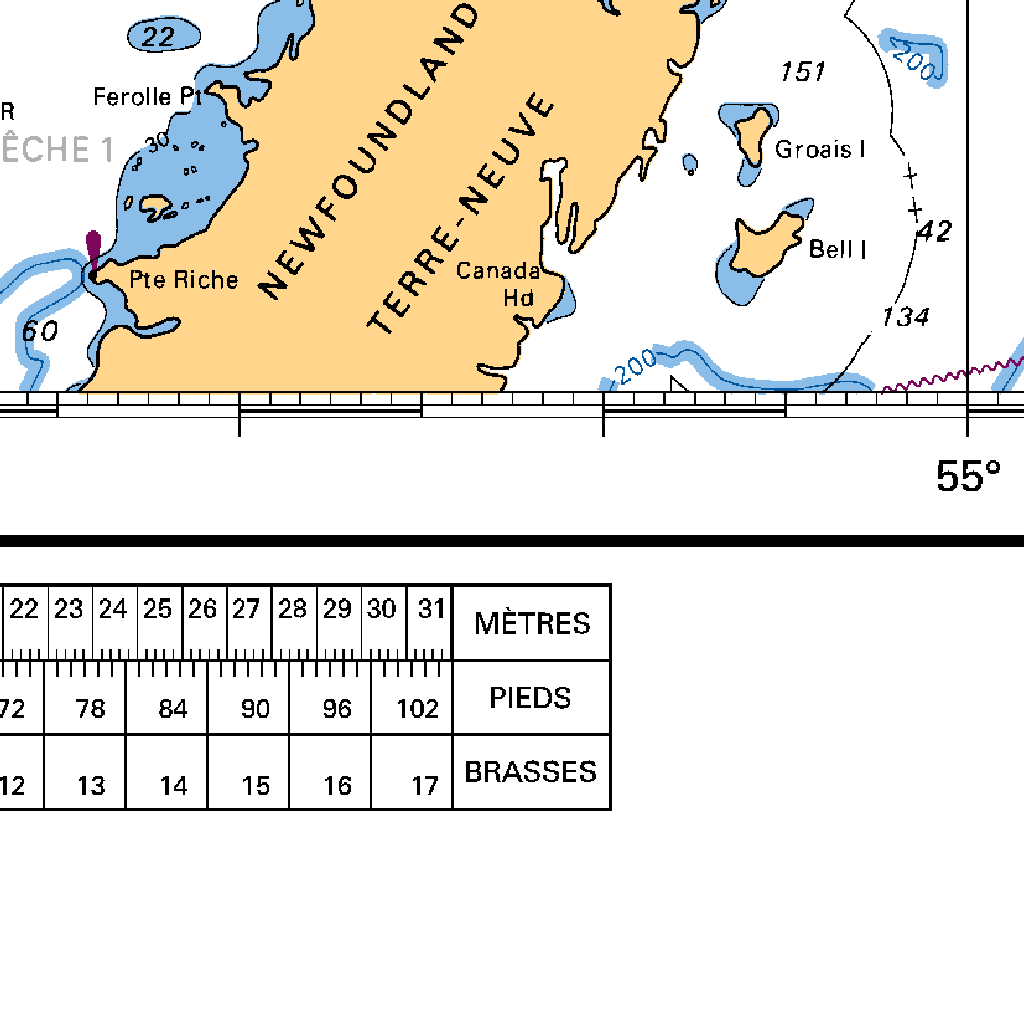 22
Ferolle Pt
R
ÊCHE 1
30
151
200
Groais I
NEWFOUNDLAND
TERRE-NEUVE
42
Bell I
Pte Riche
Canada
Hd
60
134
200
55°
22 23 24 25 26 27 28 29 30 31 MÈTRES
72 78 84 90 96 102 PIEDS
12 13 14 15 16 17 BRASSES